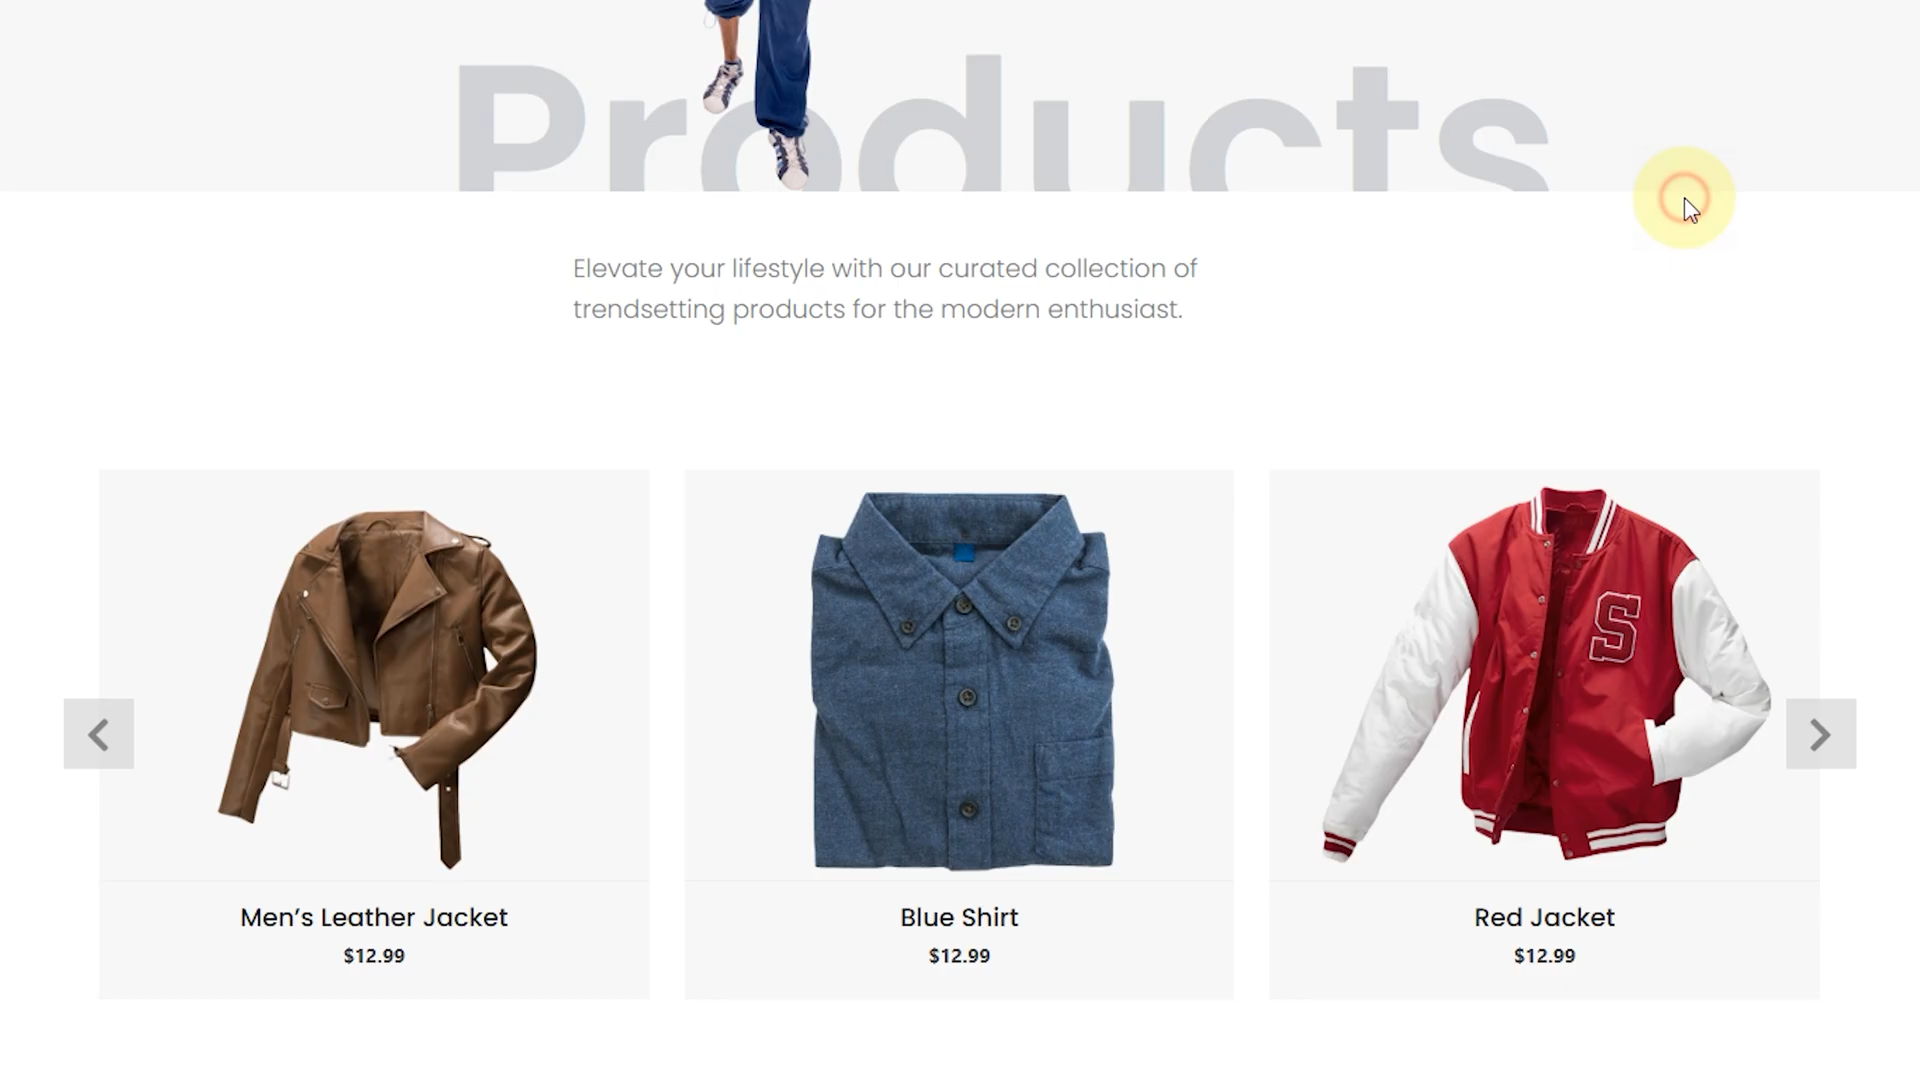 Products
Elevate your lifestyle with our curated collection of
trendsetting products for the modern enthusiast.
S
Men’s Leather Jacket
$12.99
Blue Shirt
$12.99
Red Jacket
$12.99